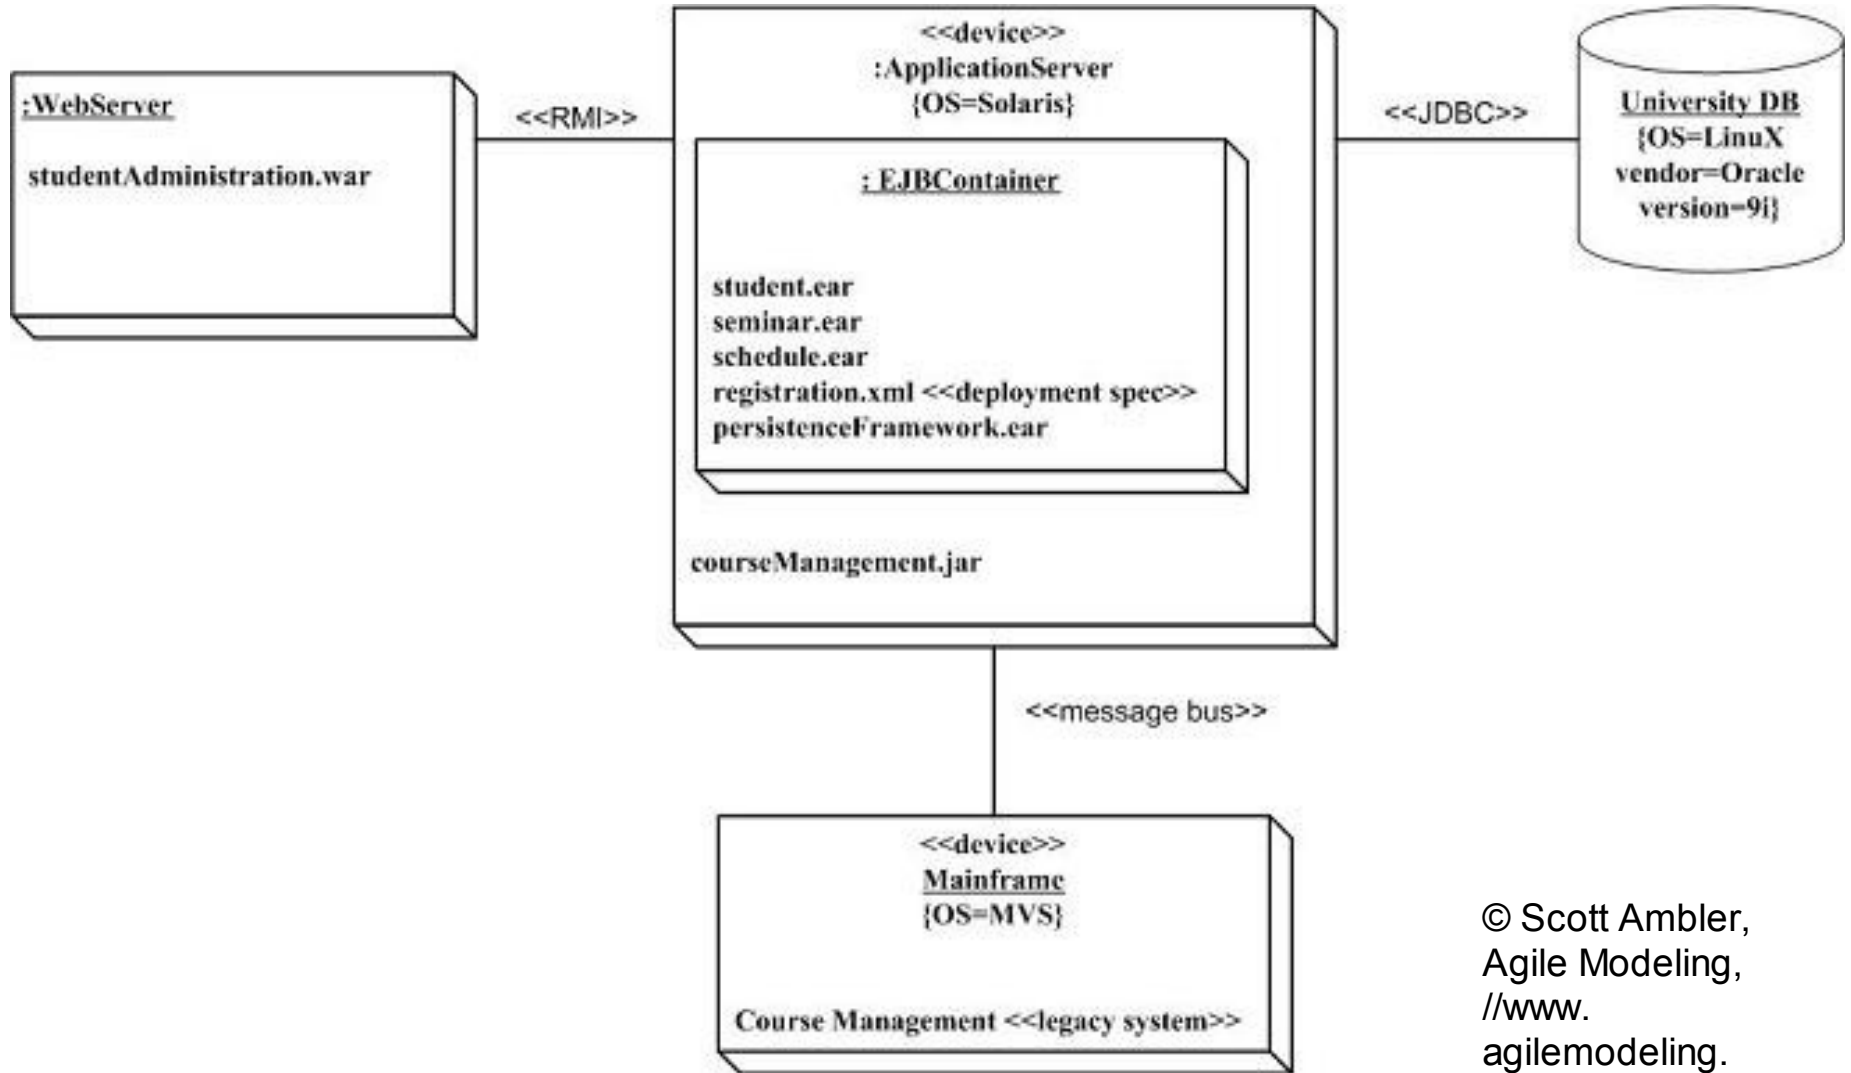 :WebServer
studentAdministration.war
<<RMI>>
<<device>>
:ApplicationServer
{OS=Solaris}
: EJBContainer
student.ear
seminar.ear
schedule.ear
registration.xml <<deployment spec>>
persistenceFramework.ear
courseManagement.jar
<<JDBC>>
University DB
{OS=LinuX
vendor=Oracle
version=9i}
<<message bus>>
<<device>>
Mainframe
{OS=MVS}
Course Management <<legacy system>>
© Scott Ambler,
Agile Modeling,
//www.
agilemodeling.